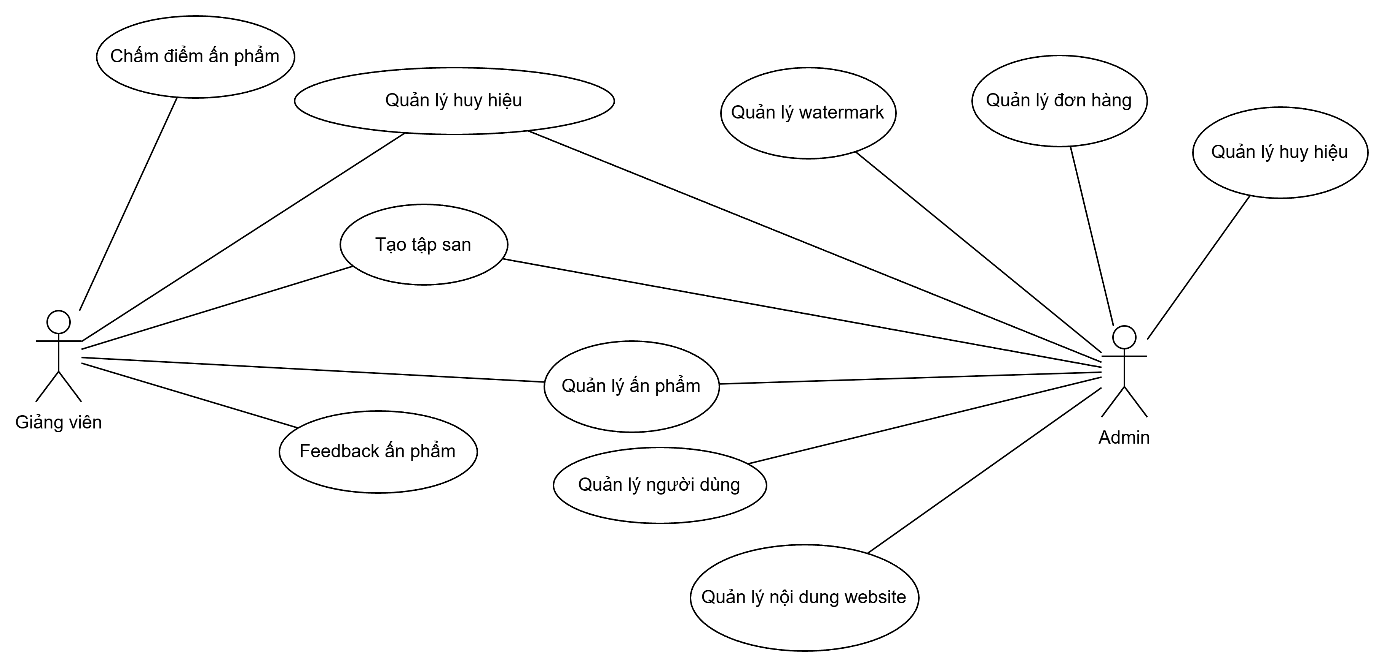 Chấm điểm ấn phẩm
Quản lý huy hiệu
Quản lý watermark
Quản lý đơn hàng
Quản lý huy hiệu
Tạo tập san
Quản lý ấn phẩm
Giảng viên
Admin
Feedback ấn phẩm
Quản lý người dùng
Quản lý nội dung website